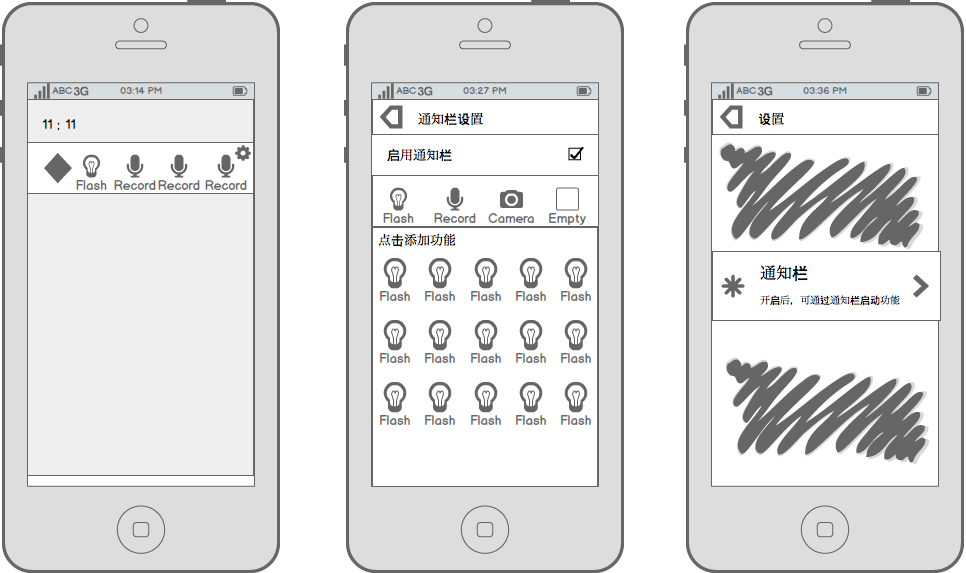 ABC 3G 03:14 PM
11 : 11
Flash Record Record Record
ABC 3G 03:27 PM
通知栏设置
启用通知栏
Flash Record Camera Empty
点击添加功能
Flash Flash Flash Flash Flash
Flash Flash Flash Flash Flash
Flash Flash Flash Flash Flash
ABC 3G 03:36 PM
设置
通知栏
开启后，可通过通知栏启动功能